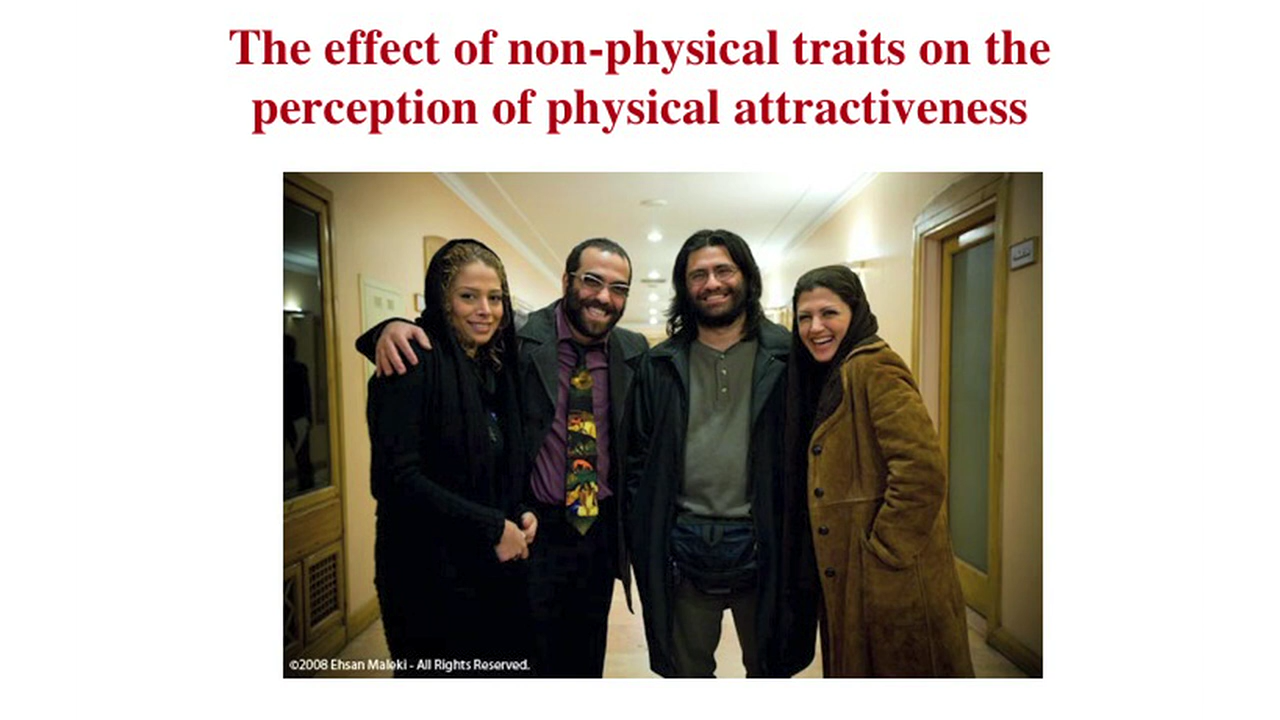 The effect of non-physical traits on the
perception of physical attractiveness
©2008 Ehsan Maleki - All Rights Reserved.